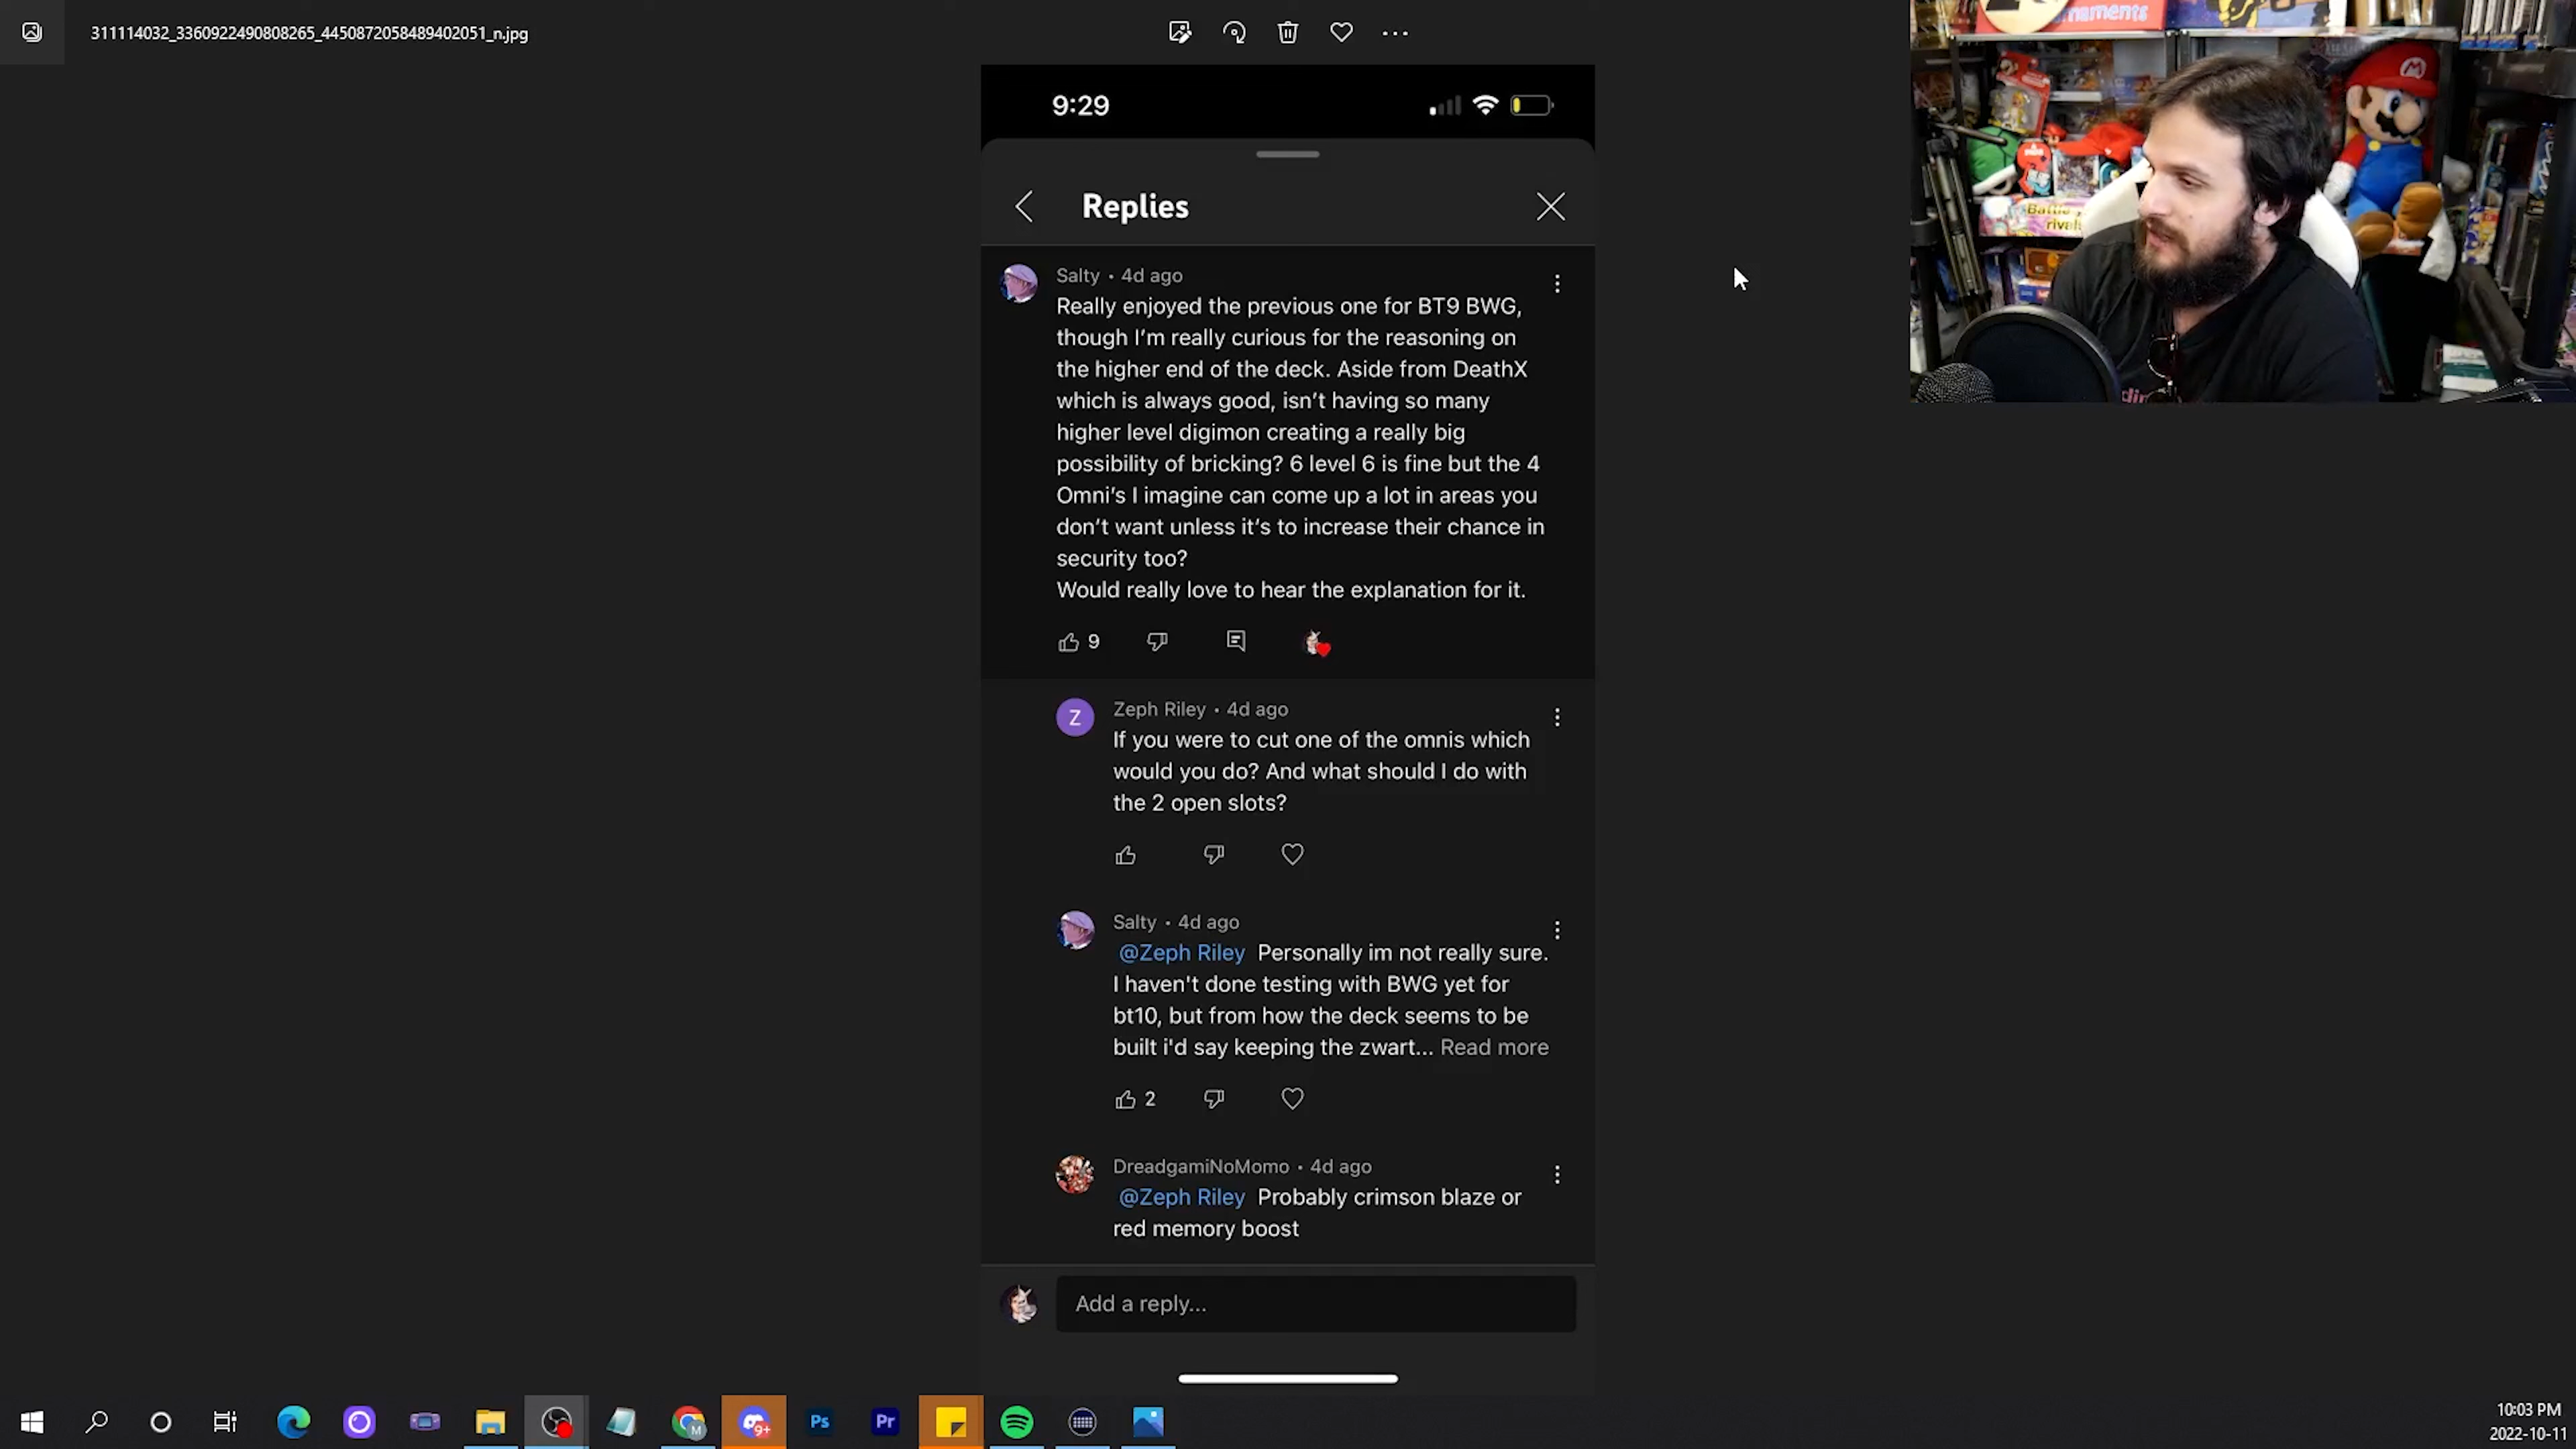 311114032_3360922490808265_4450872058489402051_n.jpg
9:29
Replies
Salty • 4d ago
Really enjoyed the previous one for BT9 BWG,
though I'm really curious for the reasoning on
the higher end of the deck. Aside from DeathX
which is always good, isn't having so many
higher level digimon creating a really big
possibility of bricking? 6 level 6 is fine but the 4
Omni's I imagine can come up a lot in areas you
don't want unless it's to increase their chance in
security too?
Would really love to hear the explanation for it.
9
Z
Zeph Riley • 4d ago
If you were to cut one of the omnis which
would you do? And what should I do with
the 2 open slots?
Salty • 4d ago
@Zeph Riley Personally im not really sure.
I haven't done testing with BWG yet for
bt10, but from how the deck seems to be
built i'd say keeping the zwart... Read more
2
DreadgamiNoMomo • 4d ago
@Zeph Riley Probably crimson blaze or
red memory boost
Add a reply...
M
Battle
rival
9+
Ps
Pr
M
10:03 PM
2022-10-11